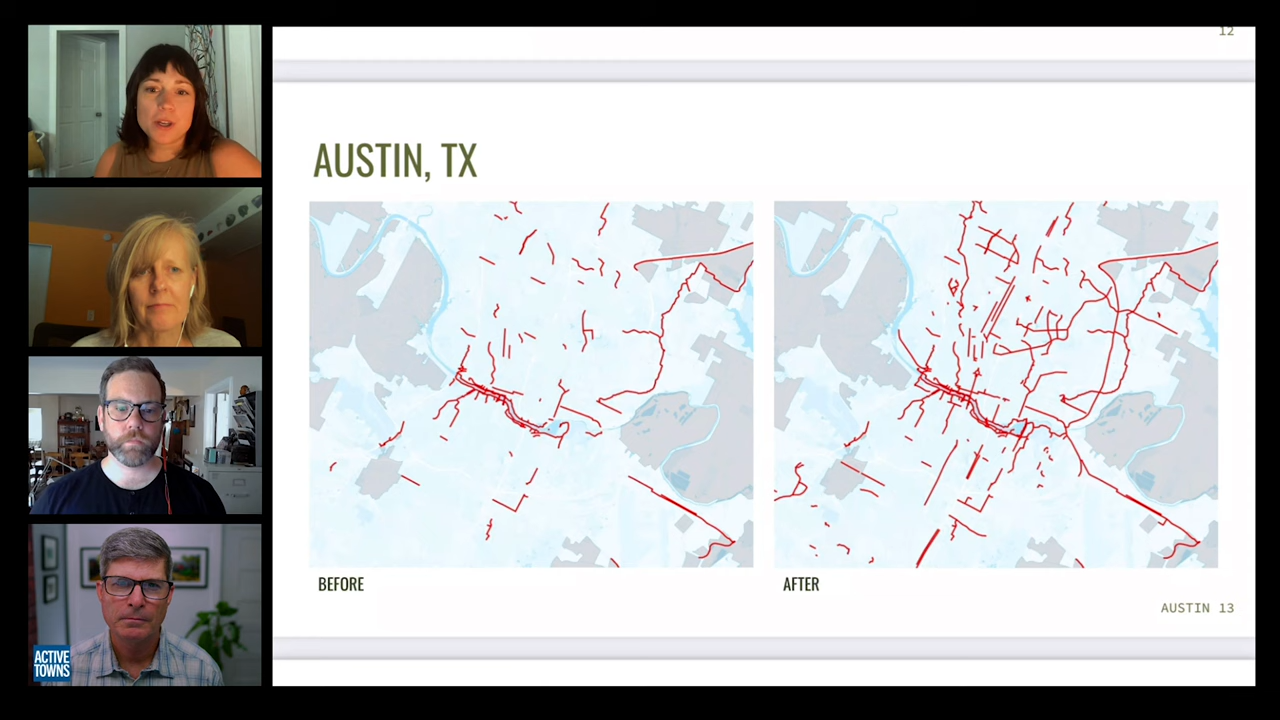 12
AUSTIN, TX
BEFORE
AFTER
AUSTIN 13
ACTIVE
TOWNS